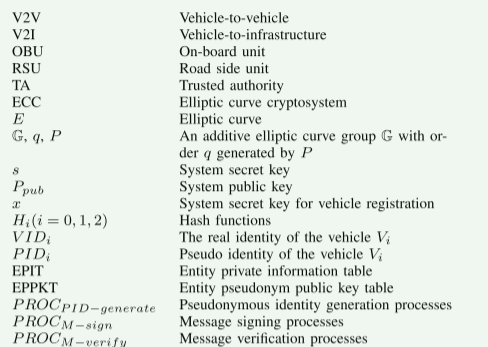 V2V Vehicle-to-vehicle
V2I Vehicle-to-infrastructure
OBU On-board unit
RSU Road side unit
TA Trusted authority
ECC Elliptic curve cryptosystem
E Elliptic curve
𝔾, q, P An additive elliptic curve group 𝔾 with or-
der q generated by P
s System secret key
P_{pub} System public key
x System secret key for vehicle registration
H_i(i = 0, 1, 2) Hash functions
VID_i The real identity of the vehicle V_i
PID_i Pseudo identity of the vehicle V_i
EPIT Entity private information table
EPPKT Entity pseudonym public key table
PROC_{PID-generate} Pseudonymous identity generation processes
PROC_{M-sign} Message signing processes
PROC_{M-verify} Message verification processes